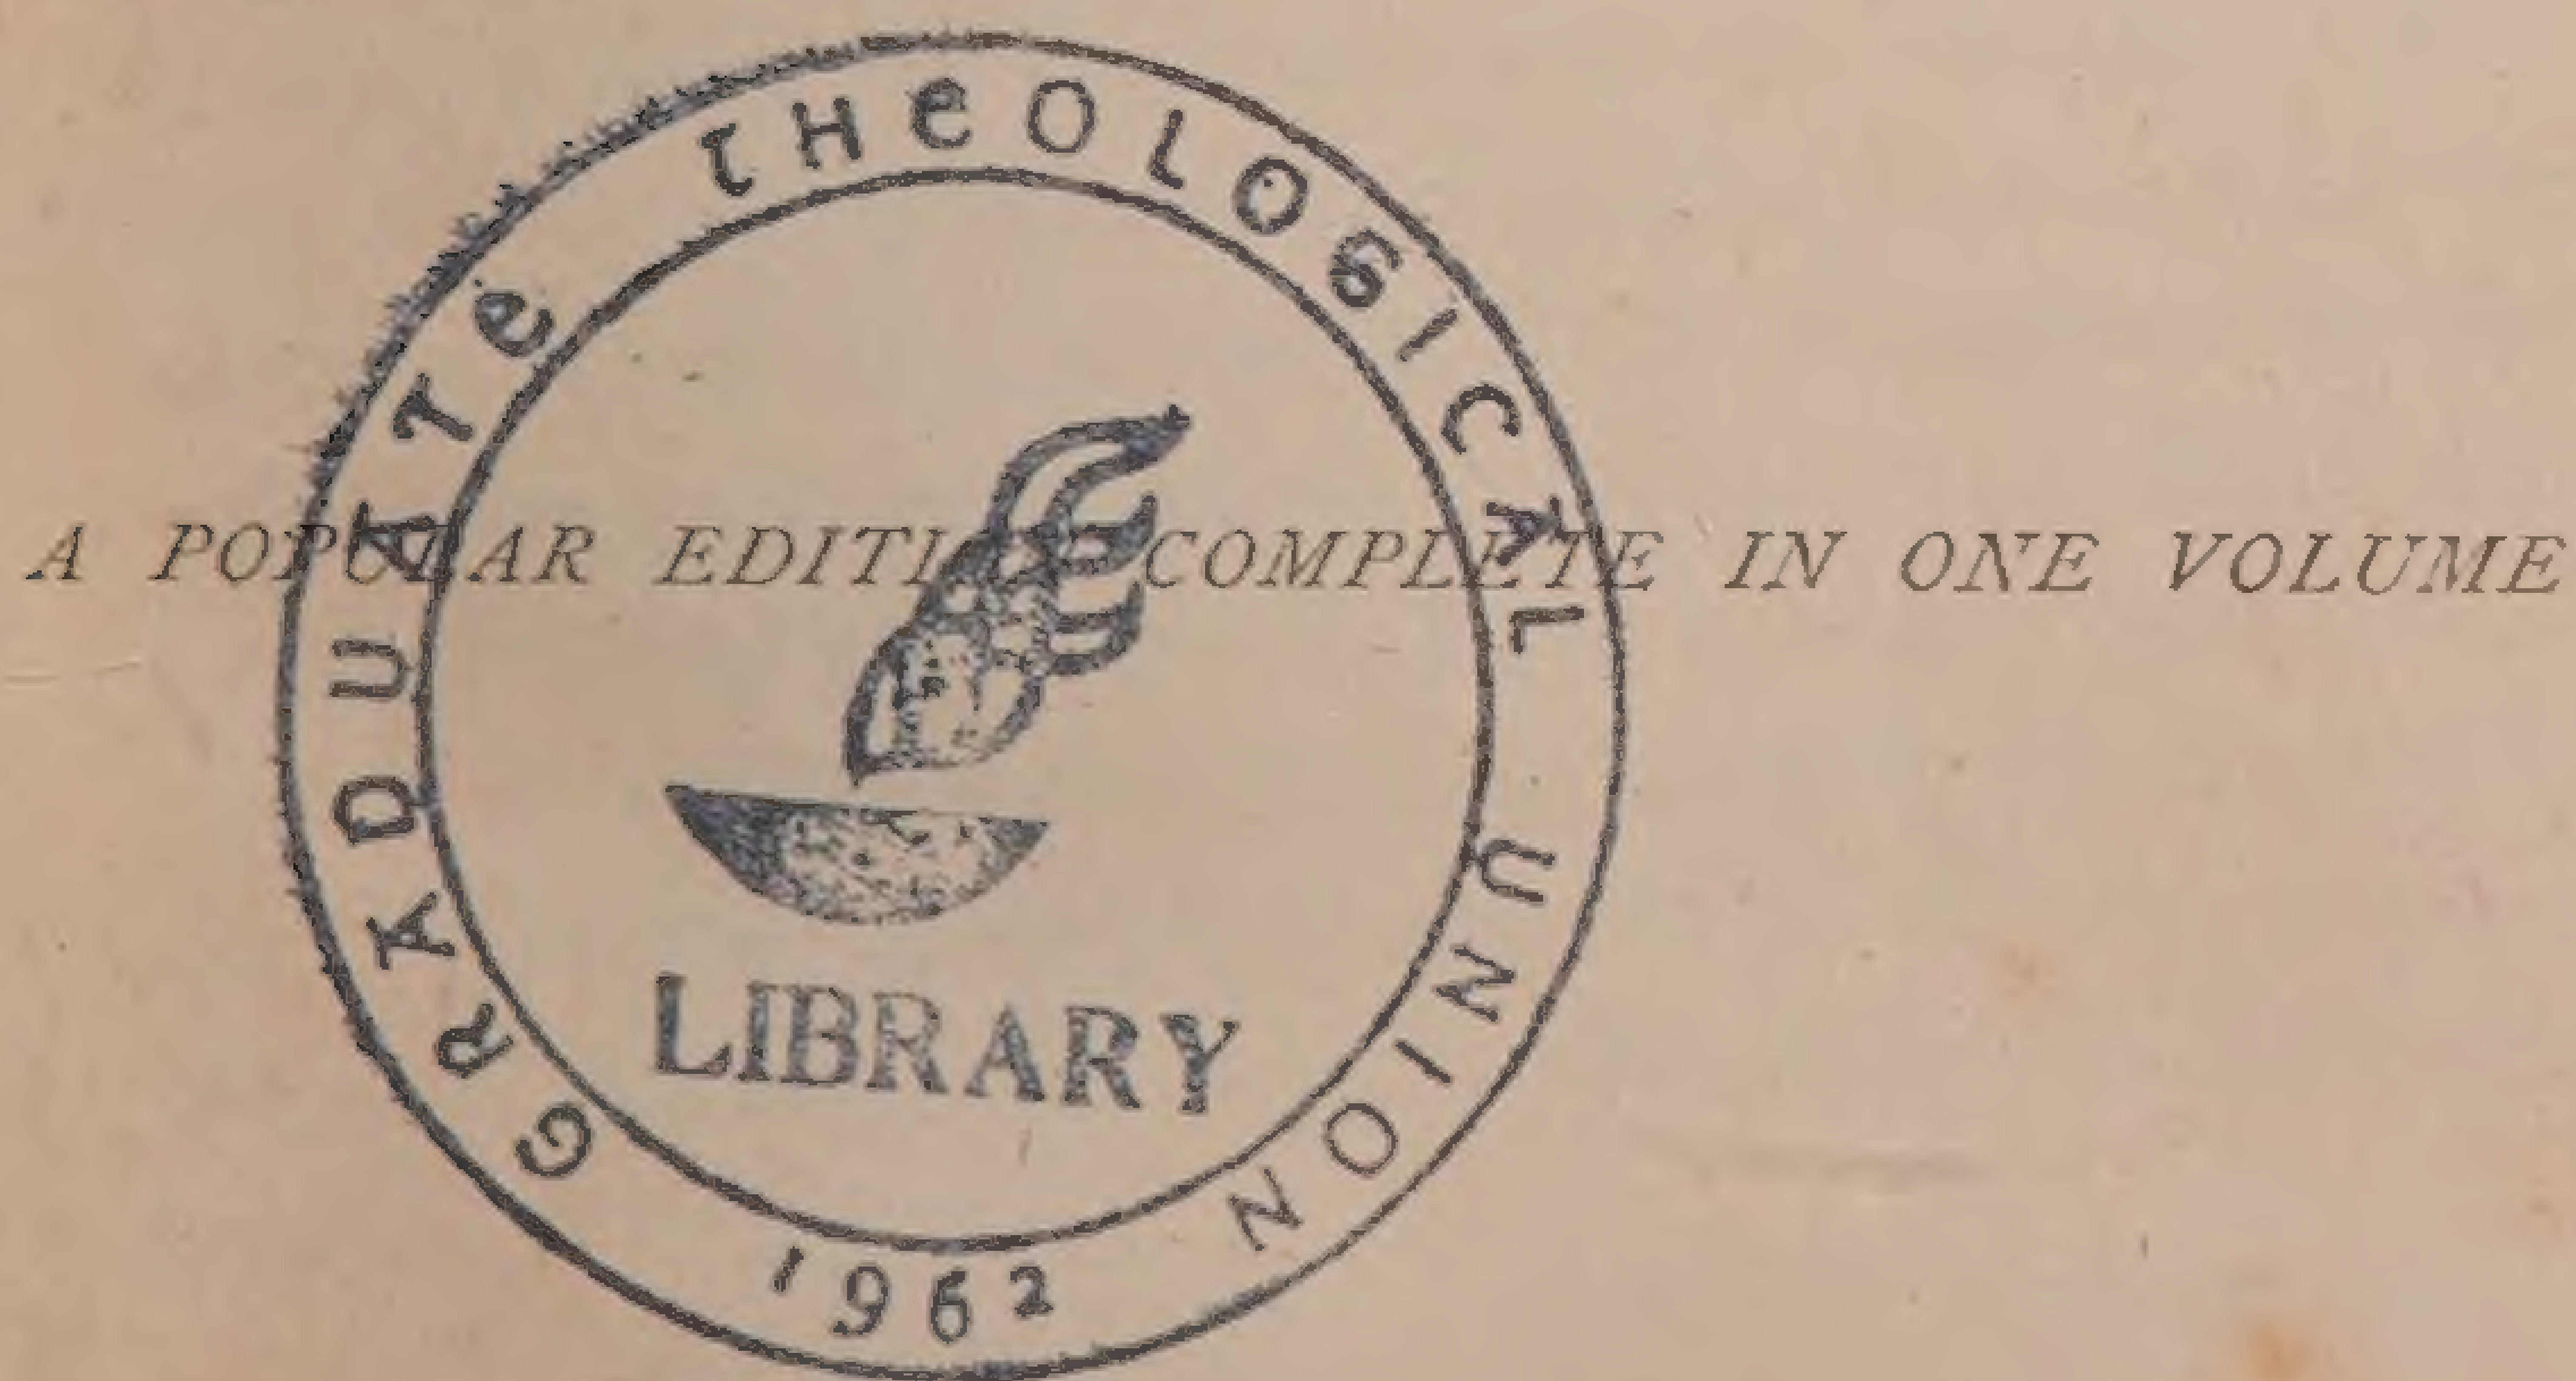 GRADUATE THEOLOGICAL UNION
A POPULAR EDITION COMPLETE IN ONE VOLUME
LIBRARY
1962